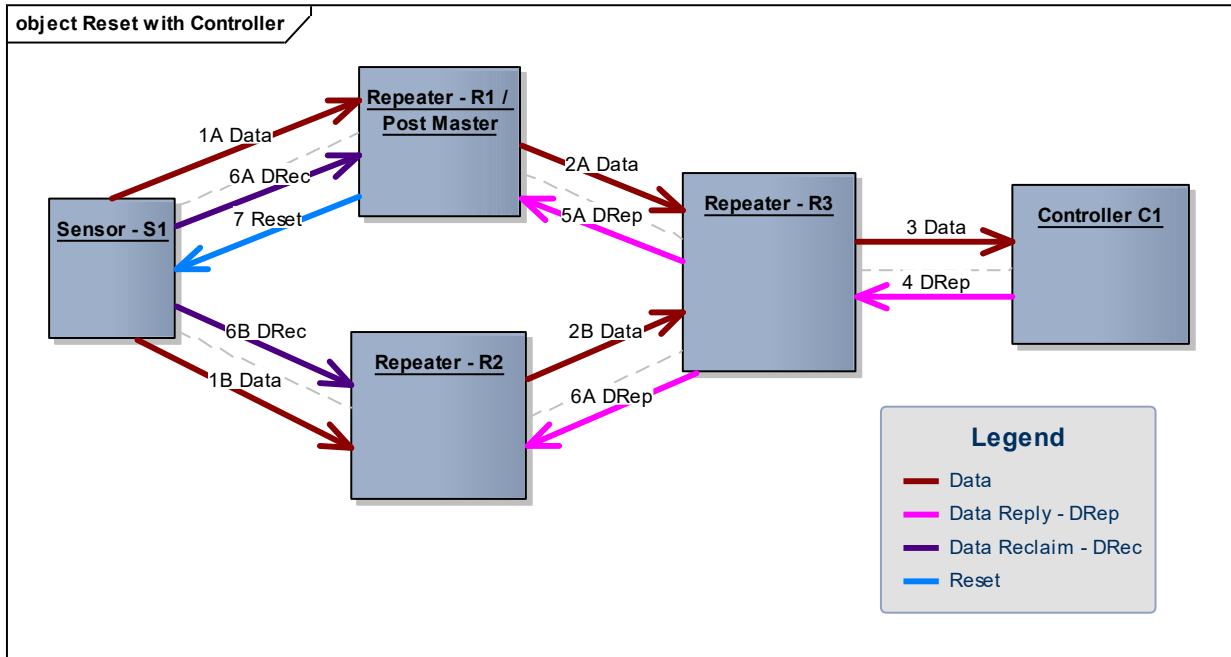 object Reset with Controller
Repeater - R1 /
Post Master
1A Data
6A DRec
7 Reset
Sensor - S1
2A Data
5A DRep
Repeater - R3
3 Data
4 DRep
Controller C1
6B DRec
1B Data
Repeater - R2
2B Data
6A DRep
Legend
Data
Data Reply - DRep
Data Reclaim - DRec
Reset